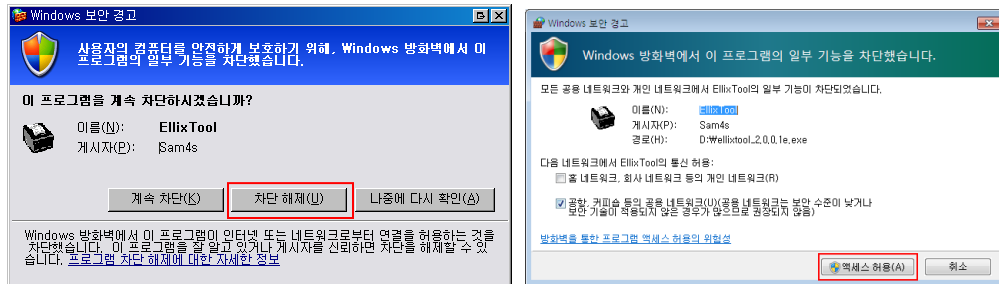 Windows 보안 경고
사용자의 컴퓨터를 안전하게 보호하기 위해, Windows 방화벽에서 이
프로그램의 일부 기능을 차단했습니다.
이 프로그램을 계속 차단하시겠습니까?
이름(N): EllixTool
게시자(P): Sam4s
계속 차단(K) 차단 해제(U) 나중에 다시 확인(A)
Windows 방화벽에서 이 프로그램이 인터넷 또는 네트워크로부터 연결을 허용하는 것을
차단했습니다. 이 프로그램을 잘 알고 있거나 게시자를 신뢰하면 차단을 해제할 수 있
습니다. 프로그램 차단 해제에 대한 자세한 정보
Windows 보안 경고
Windows 방화벽에서 이 프로그램의 일부 기능을 차단했습니다.
모든 공용 네트워크와 개인 네트워크에서 EllixTool의 일부 기능이 차단되었습니다.
이름(N): EllixTool
게시자(P): Sam4s
경로(H): D:₩ellixtool_2,0,0,1e,exe
다음 네트워크에서 EllixTool의 통신 허용:
홈 네트워크, 회사 네트워크 등의 개인 네트워크(R)
공항, 커피숍 등의 공용 네트워크(U)(공용 네트워크는 보안 수준이 낮거나
보안 기술이 적용되지 않은 경우가 많으므로 권장되지 않음)
방화벽을 통한 프로그램 액세스 허용의 위험성
액세스 허용(A) 취소